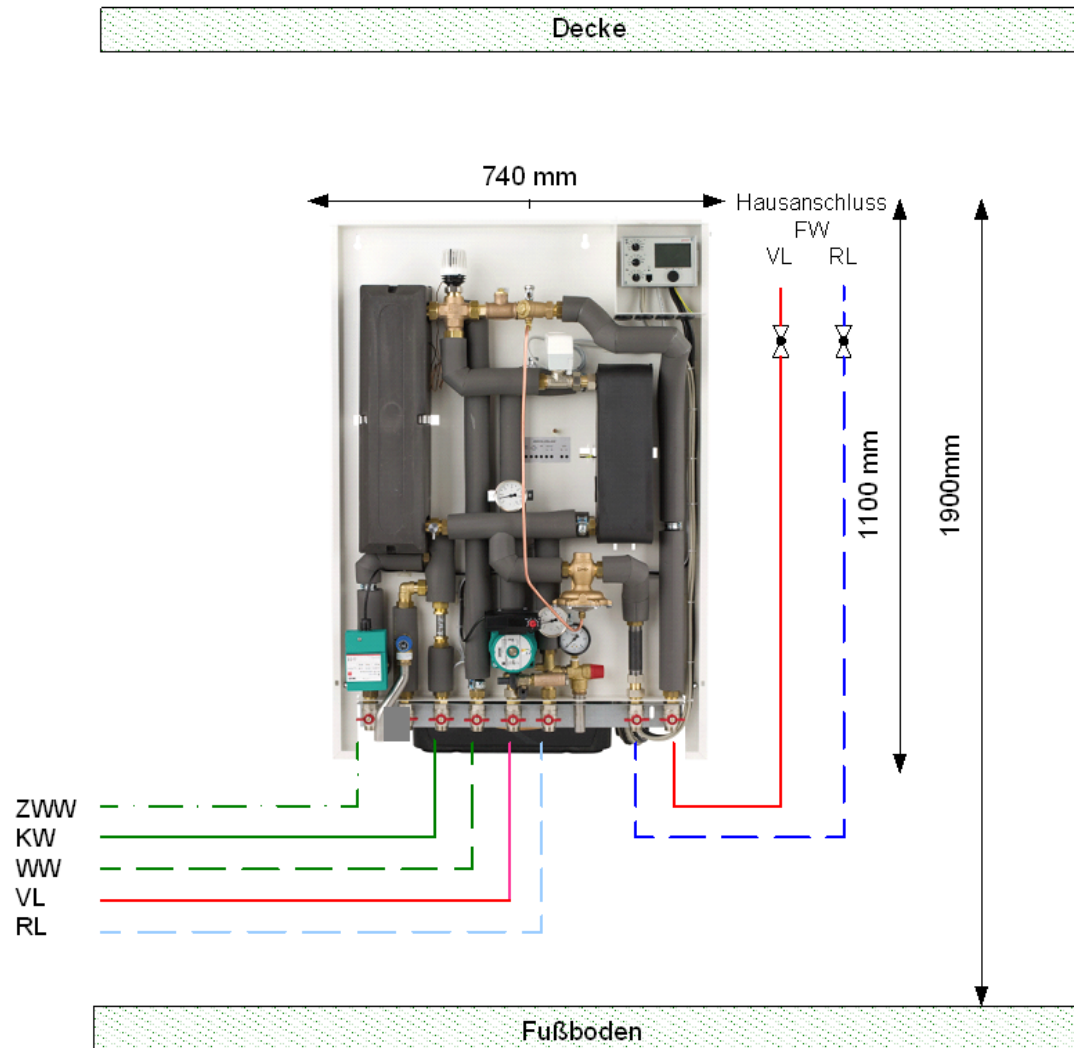 Decke
740 mm
Hausanschluss
FW
VL RL
1100 mm
1900mm
ZWW
KW
WW
VL
RL
Fußboden